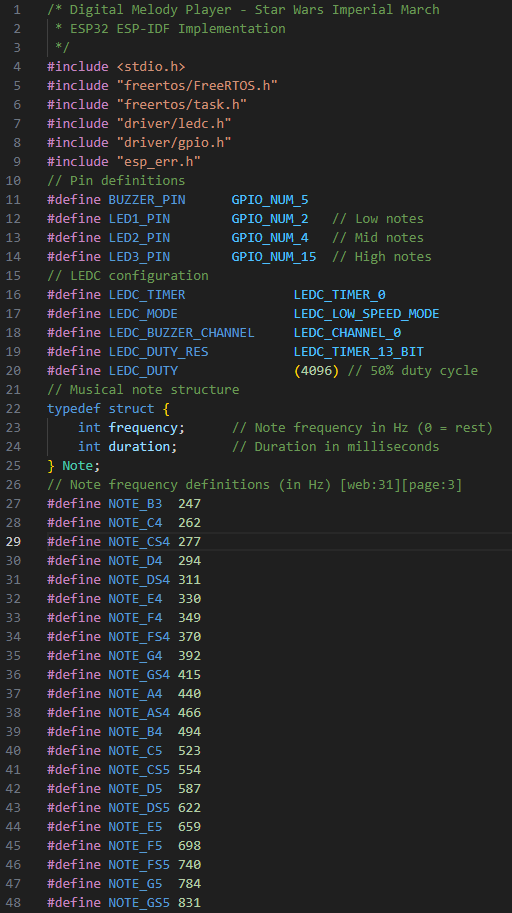 1 /* Digital Melody Player - Star Wars Imperial March
2  * ESP32 ESP-IDF Implementation
3  */
4 #include <stdio.h>
5 #include "freertos/FreeRTOS.h"
6 #include "freertos/task.h"
7 #include "driver/ledc.h"
8 #include "driver/gpio.h"
9 #include "esp_err.h"
10 // Pin definitions
11 #define BUZZER_PIN      GPIO_NUM_5
12 #define LED1_PIN        GPIO_NUM_2   // Low notes
13 #define LED2_PIN        GPIO_NUM_4   // Mid notes
14 #define LED3_PIN        GPIO_NUM_15  // High notes
15 // LEDC configuration
16 #define LEDC_TIMER              LEDC_TIMER_0
17 #define LEDC_MODE               LEDC_LOW_SPEED_MODE
18 #define LEDC_BUZZER_CHANNEL     LEDC_CHANNEL_0
19 #define LEDC_DUTY_RES           LEDC_TIMER_13_BIT
20 #define LEDC_DUTY               (4096) // 50% duty cycle
21 // Musical note structure
22 typedef struct {
23     int frequency;      // Note frequency in Hz (0 = rest)
24     int duration;       // Duration in milliseconds
25 } Note;
26 // Note frequency definitions (in Hz) [web:31][page:3]
27 #define NOTE_B3  247
28 #define NOTE_C4  262
29 #define NOTE_CS4 277
30 #define NOTE_D4  294
31 #define NOTE_DS4 311
32 #define NOTE_E4  330
33 #define NOTE_F4  349
34 #define NOTE_FS4 370
35 #define NOTE_G4  392
36 #define NOTE_GS4 415
37 #define NOTE_A4  440
38 #define NOTE_AS4 466
39 #define NOTE_B4  494
40 #define NOTE_C5  523
41 #define NOTE_CS5 554
42 #define NOTE_D5  587
43 #define NOTE_DS5 622
44 #define NOTE_E5  659
45 #define NOTE_F5  698
46 #define NOTE_FS5 740
47 #define NOTE_G5  784
48 #define NOTE_GS5 831